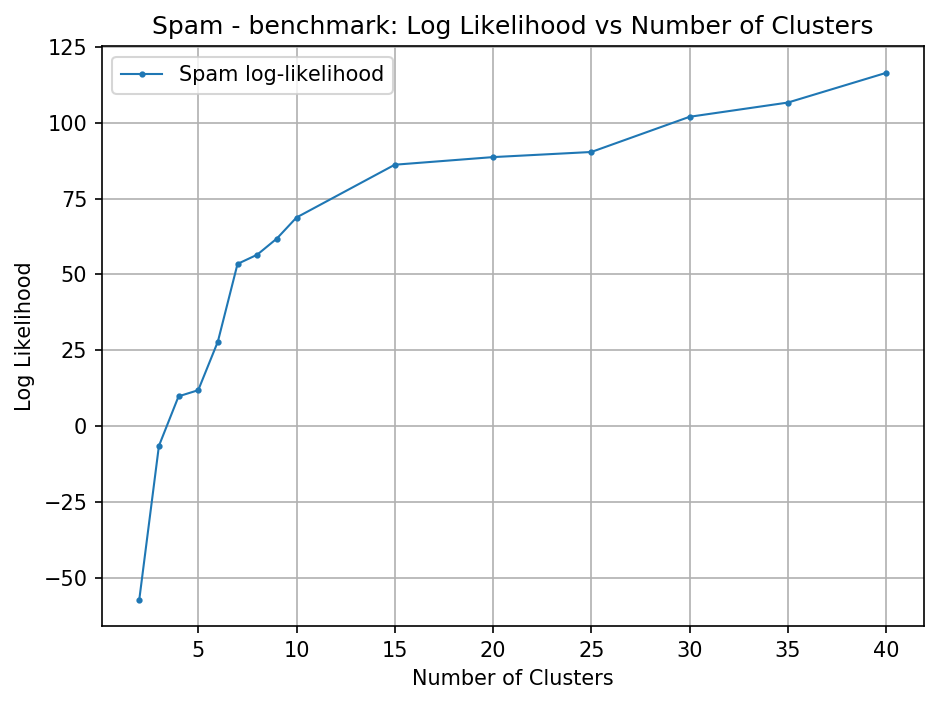 Spam - benchmark: Log Likelihood vs Number of Clusters
Spam log-likelihood
Log Likelihood
125
100
75
50
25
0
−25
−50
5 10 15 20 25 30 35 40
Number of Clusters